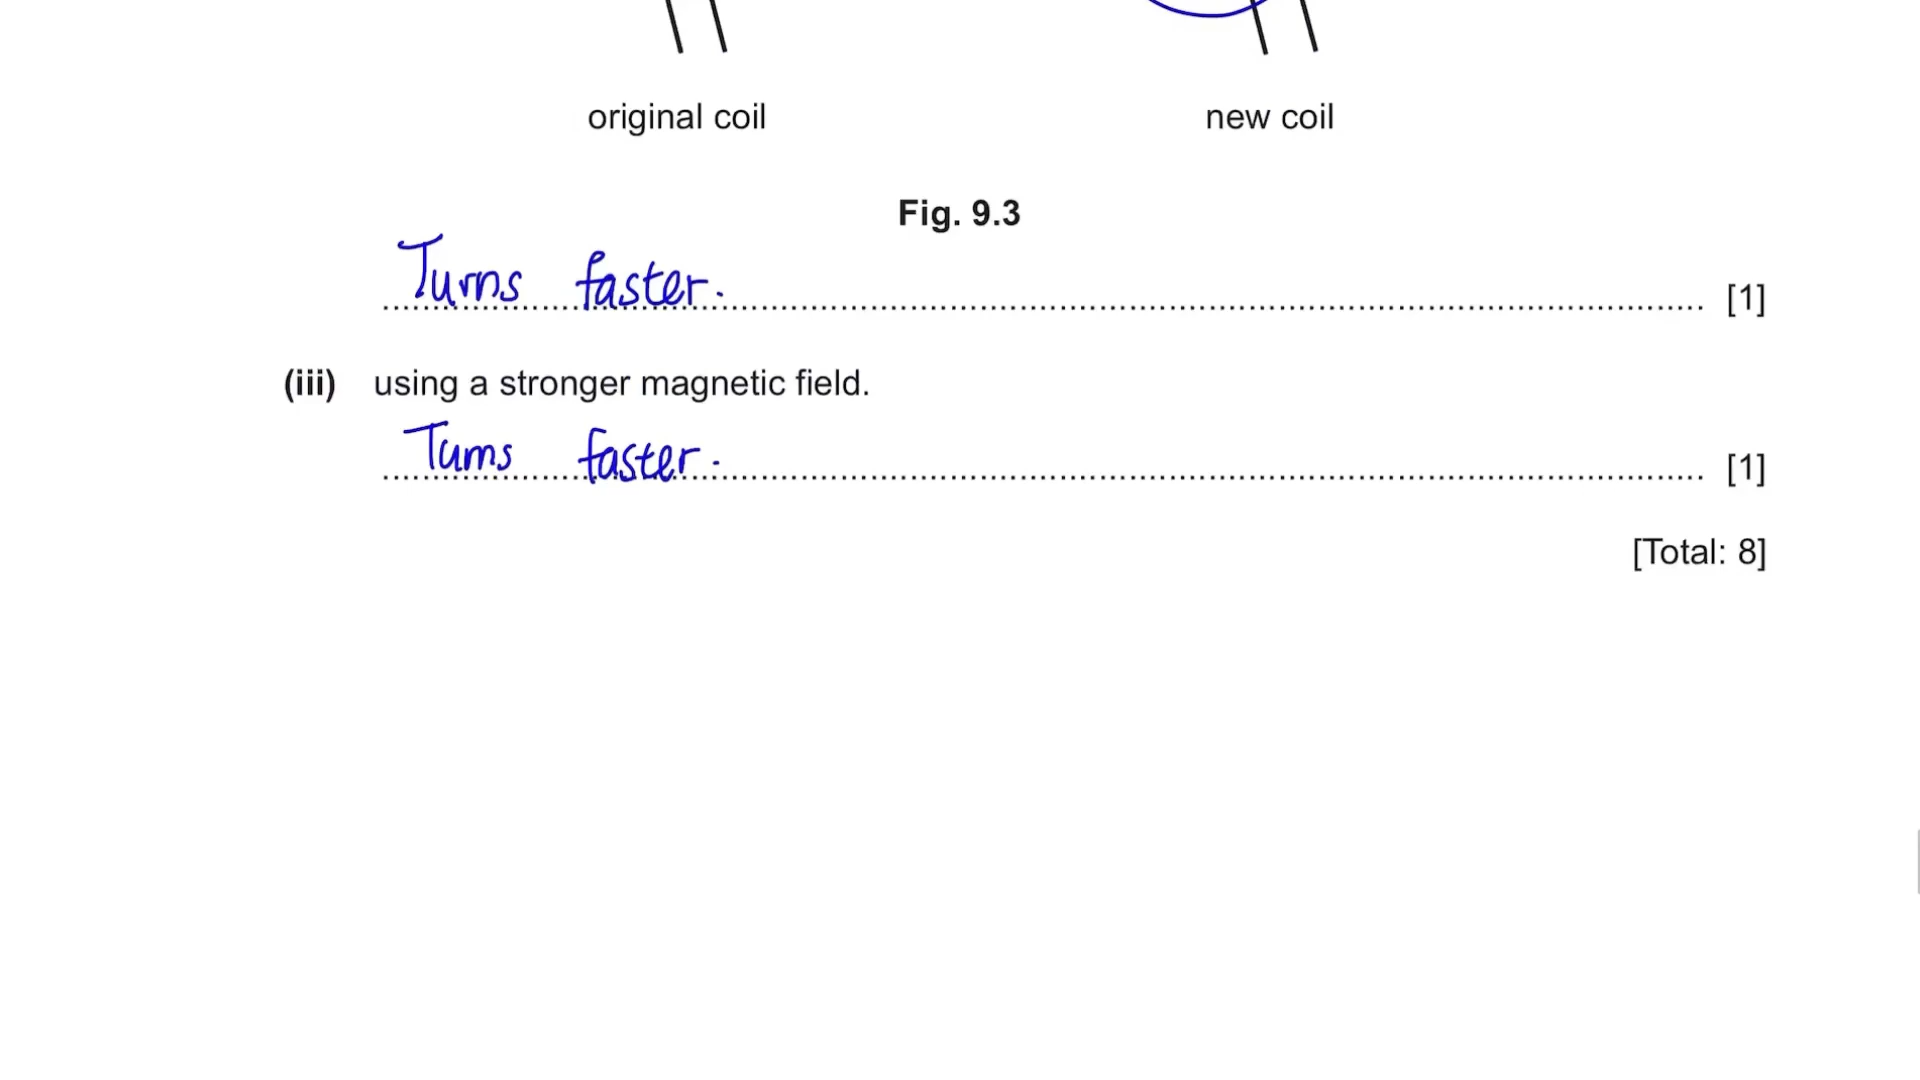 original coil new coil
Fig. 9.3
Turns faster. [1]
(iii) using a stronger magnetic field.
Turns faster. [1]
[Total: 8]